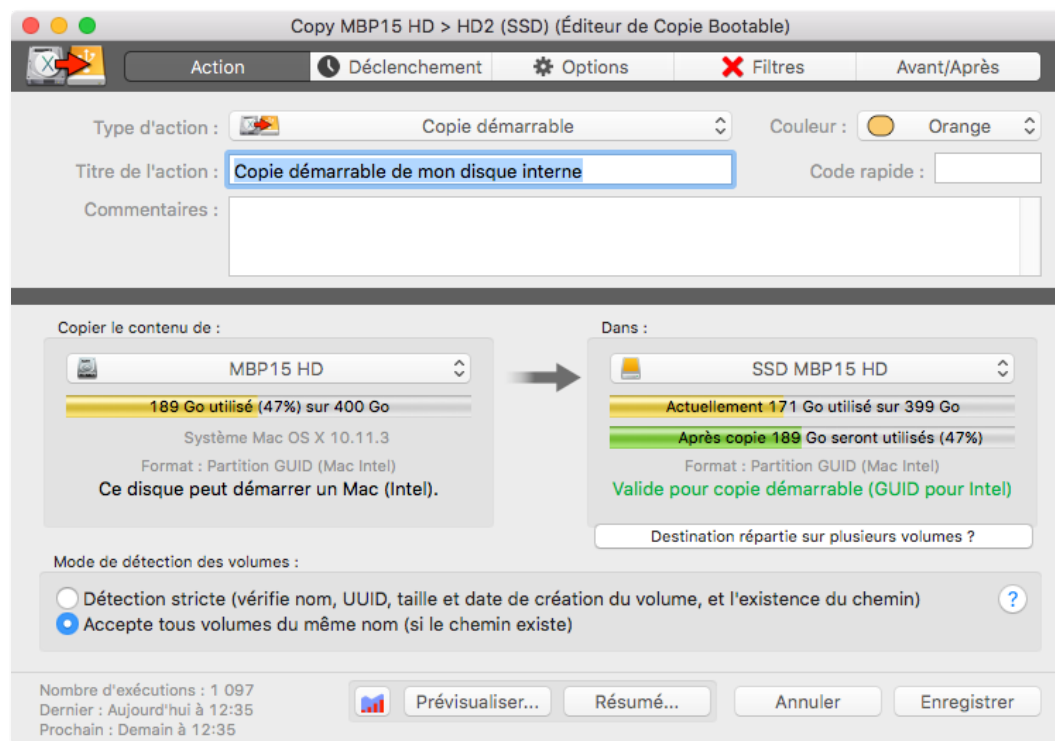 Copy MBP15 HD > HD2 (SSD) (Éditeur de Copie Bootable)
Action Déclenchement Options Filtres Avant/Après
Type d'action : Copie démarrable Couleur : Orange
Titre de l'action : Copie démarrable de mon disque interne Code rapide :
Commentaires :
Copier le contenu de :
MBP15 HD
189 Go utilisé (47%) sur 400 Go
Système Mac OS X 10.11.3
Format : Partition GUID (Mac Intel)
Ce disque peut démarrer un Mac (Intel).
Dans :
SSD MBP15 HD
Actuellement 171 Go utilisé sur 399 Go
Après copie 189 Go seront utilisés (47%)
Format : Partition GUID (Mac Intel)
Valide pour copie démarrable (GUID pour Intel)
Destination répartie sur plusieurs volumes ?
Mode de détection des volumes :
Détection stricte (vérifie nom, UUID, taille et date de création du volume, et l'existence du chemin)
?
Accepte tous volumes du même nom (si le chemin existe)
Nombre d'exécutions : 1 097
Dernier : Aujourd'hui à 12:35
Prochain : Demain à 12:35
Prévisualiser... Résumé... Annuler Enregistrer